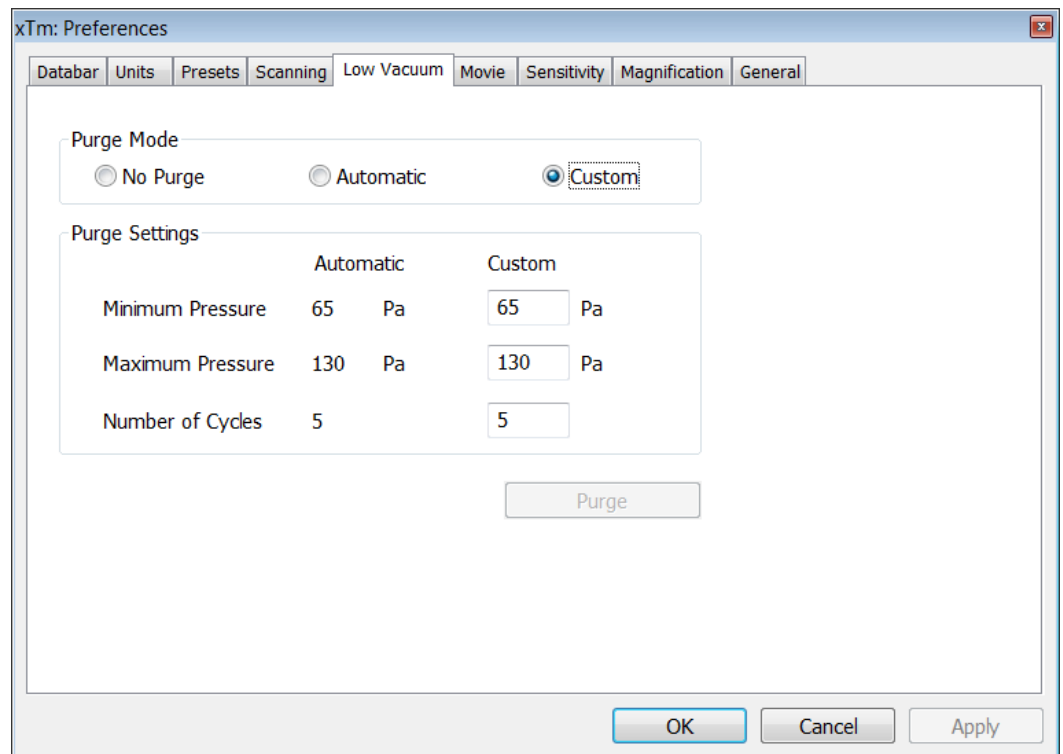 xTm: Preferences
Databar Units Presets Scanning Low Vacuum Movie Sensitivity Magnification General
Purge Mode
No Purge Automatic Custom
Purge Settings
Automatic Custom
Minimum Pressure 65 Pa 65 Pa
Maximum Pressure 130 Pa 130 Pa
Number of Cycles 5 5
Purge
OK Cancel Apply